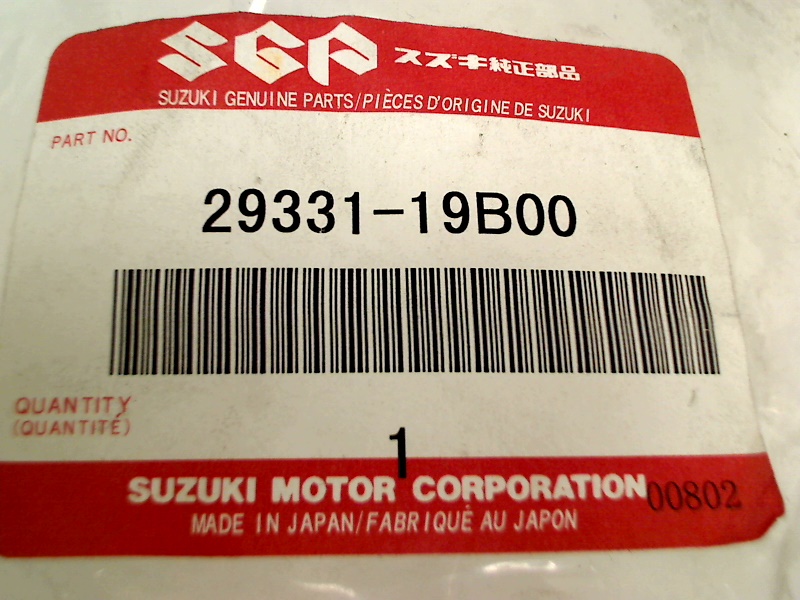 SGP スズキ純正部品
SUZUKI GENUINE PARTS/PIÈCES D'ORIGINE DE SUZUKI
PART NO.
29331-19B00
QUANTITY
(QUANTITÉ)
1
SUZUKI MOTOR CORPORATION 00802
MADE IN JAPAN/FABRIQUÉ AU JAPON